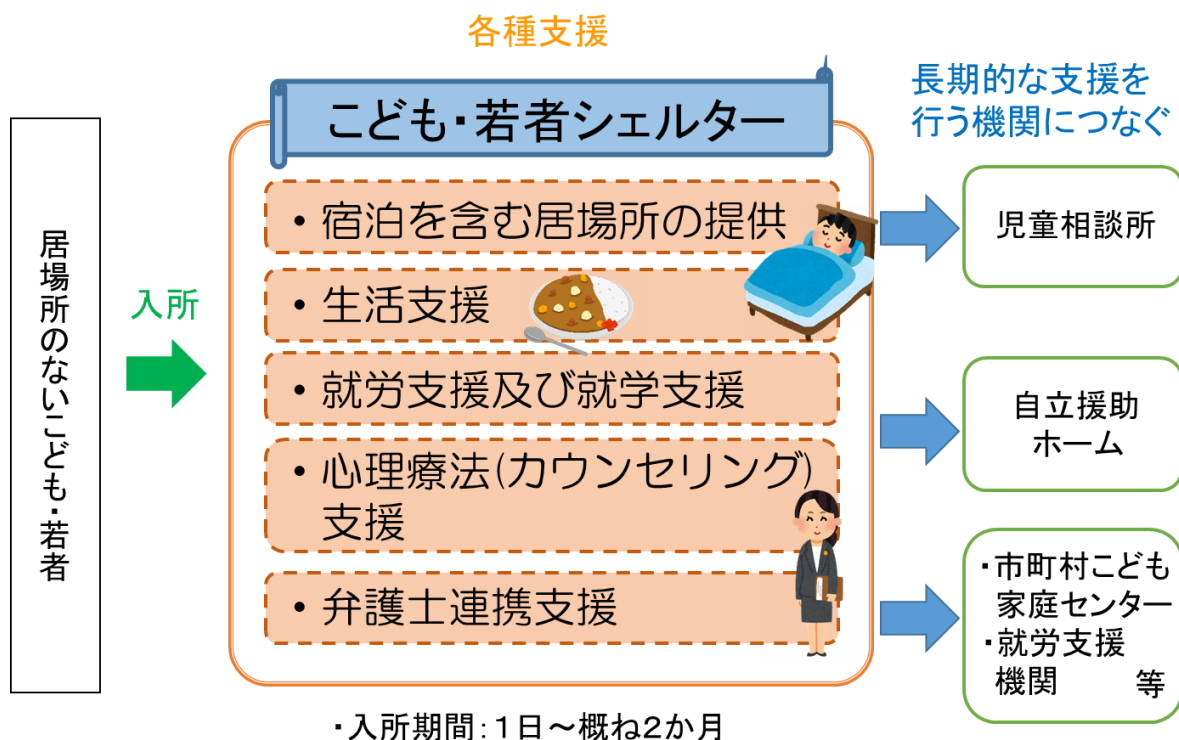 各種支援
こども・若者シェルター
長期的な支援を
行う機関につなぐ
居場所のないこども・若者
入所
・宿泊を含む居場所の提供
・生活支援
・就労支援及び就学支援
・心理療法(カウンセリング)
支援
・弁護士連携支援
児童相談所
自立援助
ホーム
・市町村こども
家庭センター
・就労支援
機関　等
・入所期間：１日～概ね２か月